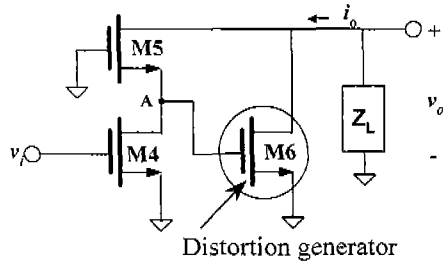 i_o
+
M5
A
Z_L
v_o
v_i
M4
M6
-
Distortion generator